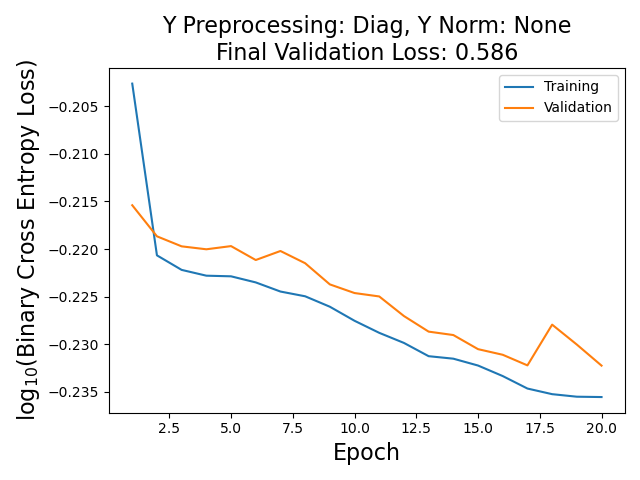 Y Preprocessing: Diag, Y Norm: None
Final Validation Loss: 0.586
Training
Validation
log₁₀(Binary Cross Entropy Loss)
−0.205
−0.210
−0.215
−0.220
−0.225
−0.230
−0.235
2.5 5.0 7.5 10.0 12.5 15.0 17.5 20.0
Epoch